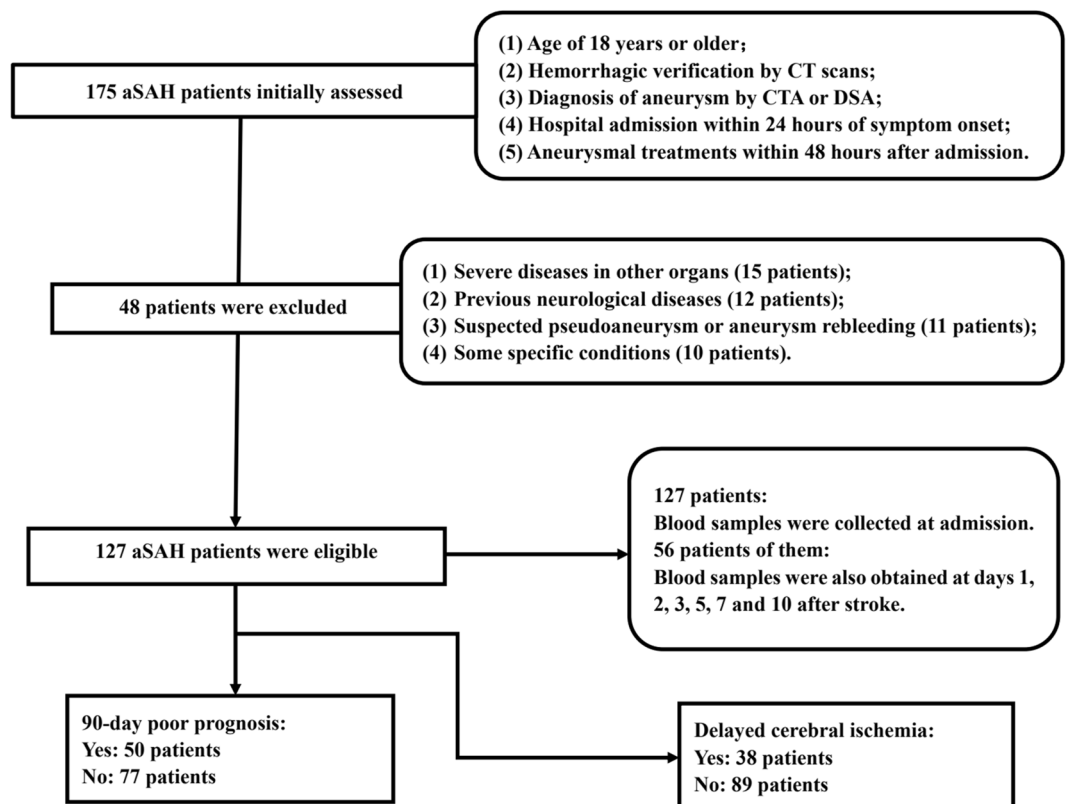 175 aSAH patients initially assessed
(1) Age of 18 years or older;
(2) Hemorrhagic verification by CT scans;
(3) Diagnosis of aneurysm by CTA or DSA;
(4) Hospital admission within 24 hours of symptom onset;
(5) Aneurysmal treatments within 48 hours after admission.
48 patients were excluded
(1) Severe diseases in other organs (15 patients);
(2) Previous neurological diseases (12 patients);
(3) Suspected pseudoaneurysm or aneurysm rebleeding (11 patients);
(4) Some specific conditions (10 patients).
127 aSAH patients were eligible
127 patients:
Blood samples were collected at admission.
56 patients of them:
Blood samples were also obtained at days 1,
2, 3, 5, 7 and 10 after stroke.
90-day poor prognosis:
Yes: 50 patients
No: 77 patients
Delayed cerebral ischemia:
Yes: 38 patients
No: 89 patients